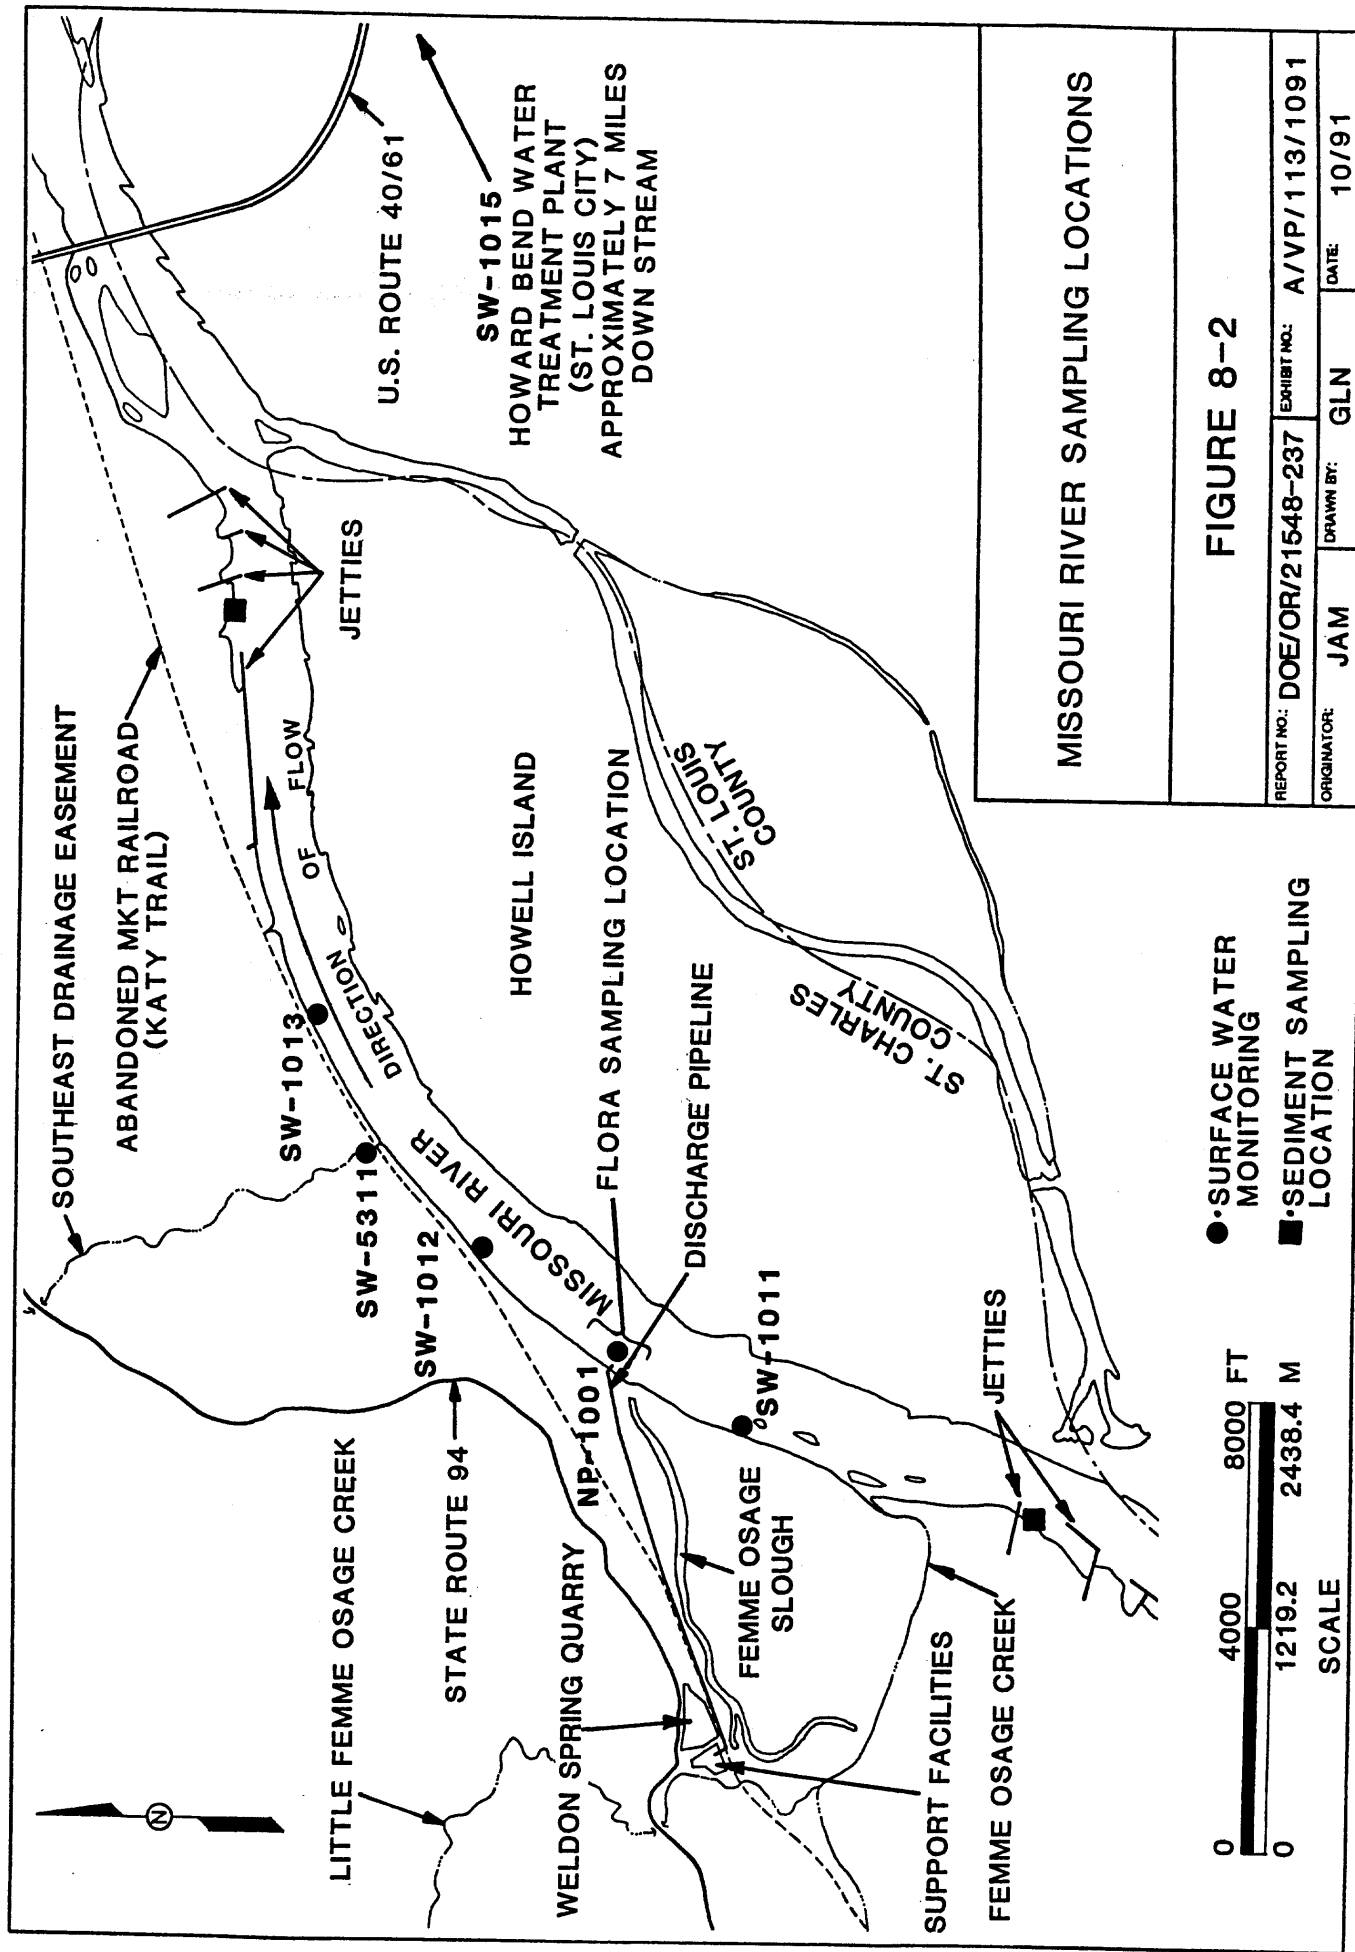 SOUTHEAST DRAINAGE EASEMENT
ABANDONED MKT RAILROAD
(KATY TRAIL)
LITTLE FEMME OSAGE CREEK
STATE ROUTE 94
WELDON SPRING QUARRY
NP-1001
SW-5311
SW-1012
SW-1013
MISSOURI RIVER
DIRECTION
OF
FLOW
JETTIES
U.S. ROUTE 40/61
SW-1015
HOWARD BEND WATER
TREATMENT PLANT
(ST. LOUIS CITY)
APPROXIMATELY 7 MILES
DOWN STREAM
HOWELL ISLAND
FLORA SAMPLING LOCATION
DISCHARGE PIPELINE
SW-1011
FEMME OSAGE
SLOUGH
SUPPORT FACILITIES
FEMME OSAGE CREEK
JETTIES
ST. CHARLES
COUNTY
ST. LOUIS
COUNTY
N
0 4000 8000 FT
0 1219.2 2438.4 M
SCALE
•SURFACE WATER
MONITORING
•SEDIMENT SAMPLING
LOCATION
MISSOURI RIVER SAMPLING LOCATIONS
FIGURE 8-2
REPORT NO.: DOE/OR/21548-237 EXHIBIT NO.: A/VP/113/1091
ORIGINATOR: JAM DRAWN BY: GLN DATE: 10/91